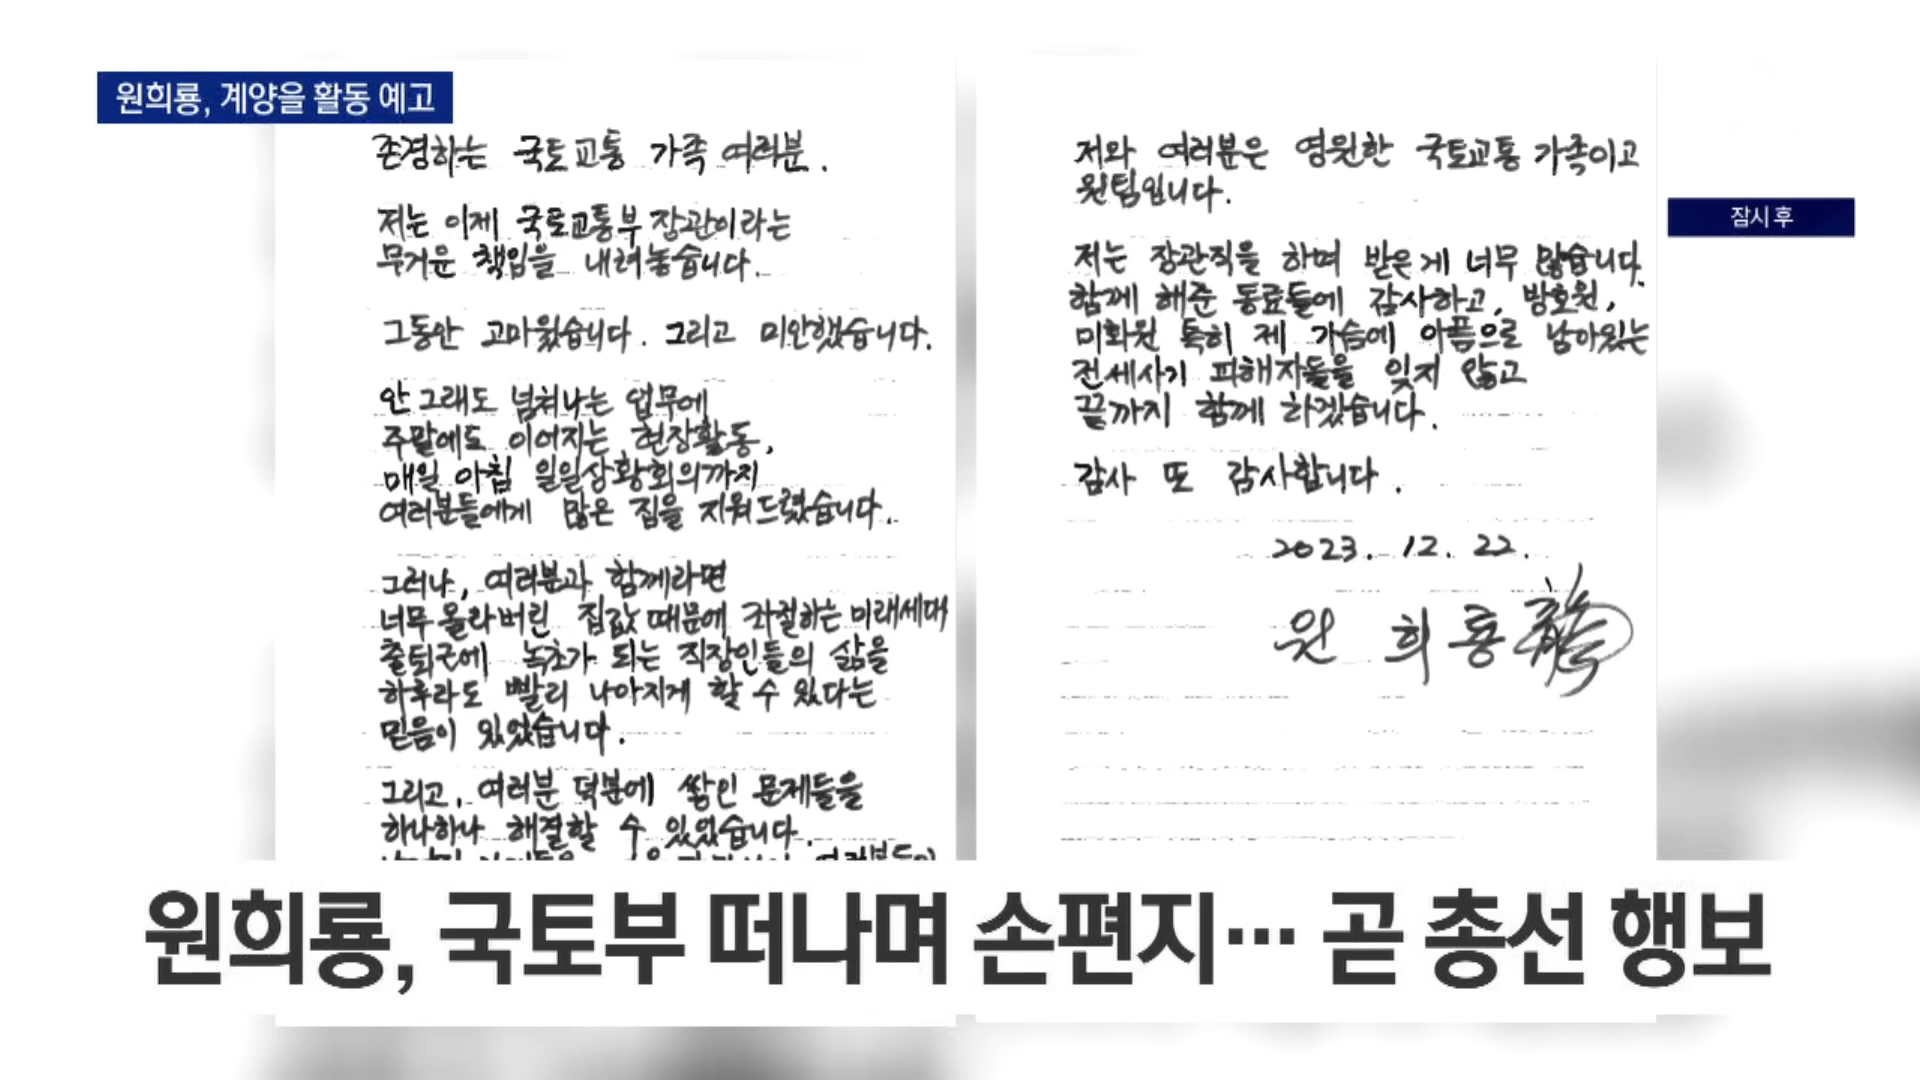 원희룡, 계양을 활동 예고
잠시 후
존경하는 국토교통 가족 여러분.
저는 이제 국토교통부 장관이라는
무거운 책임을 내려놓습니다.
그동안 고마웠습니다. 그리고 미안했습니다.
안 그래도 넘쳐나는 업무에
주말에도 이어지는 현장활동,
매일 아침 일일상황회의까지
여러분들에게 많은 짐을 지워드렸습니다.
그러나, 여러분과 함께라면
너무 올라버린 집값 때문에 좌절하는 미래세대
출퇴근에 녹초가 되는 직장인들의 삶을
하루라도 빨리 나아지게 할 수 있다는
믿음이 있었습니다.
그리고, 여러분 덕분에 쌓인 문제들을
하나하나 해결할 수 있었습니다.
저와 여러분은 영원한 국토교통 가족이고
원팀입니다.
저는 장관직을 하며 받은 게 너무 많습니다.
함께 해준 동료들에 감사하고, 방호원,
미화원 특히 제 가슴에 아픔으로 남아있는
전세사기 피해자들을 잊지 않고
끝까지 함께 하겠습니다.
감사 또 감사합니다.
2023. 12. 22.
원희룡
원희룡, 국토부 떠나며 손편지… 곧 총선 행보